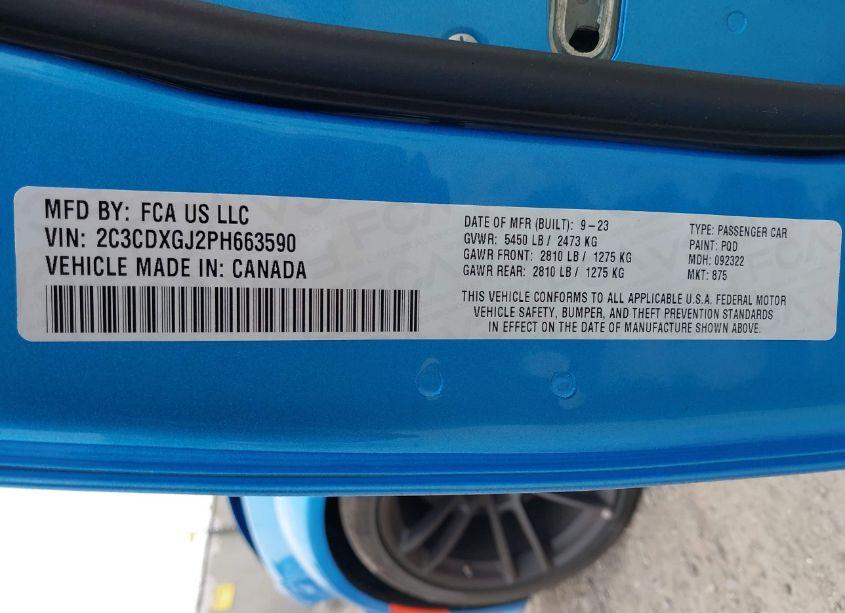 MFD BY: FCA US LLC
VIN: 2C3CDXGJ2PH663590
VEHICLE MADE IN: CANADA
DATE OF MFR (BUILT): 9-23
GVWR: 5450 LB / 2473 KG
GAWR FRONT: 2810 LB / 1275 KG
GAWR REAR: 2810 LB / 1275 KG
TYPE: PASSENGER CAR
PAINT: PQD
MDH: 092322
MKT: 875
THIS VEHICLE CONFORMS TO ALL APPLICABLE U.S.A. FEDERAL MOTOR
VEHICLE SAFETY, BUMPER, AND THEFT PREVENTION STANDARDS
IN EFFECT ON THE DATE OF MANUFACTURE SHOWN ABOVE.